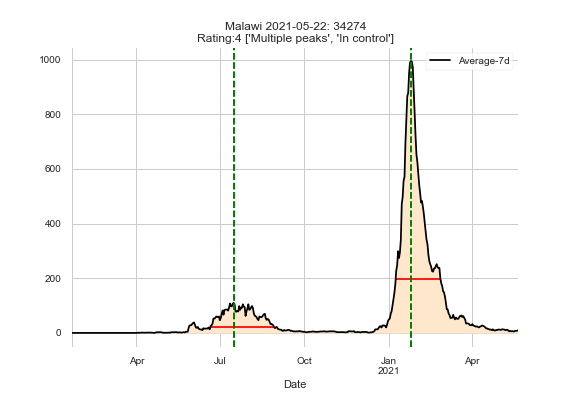 Malawi 2021-05-22: 34274
Rating:4 ['Multiple peaks', 'In control']
Average-7d
1000
800
600
400
200
0
Apr
Jul
Oct
Jan
2021
Apr
Date